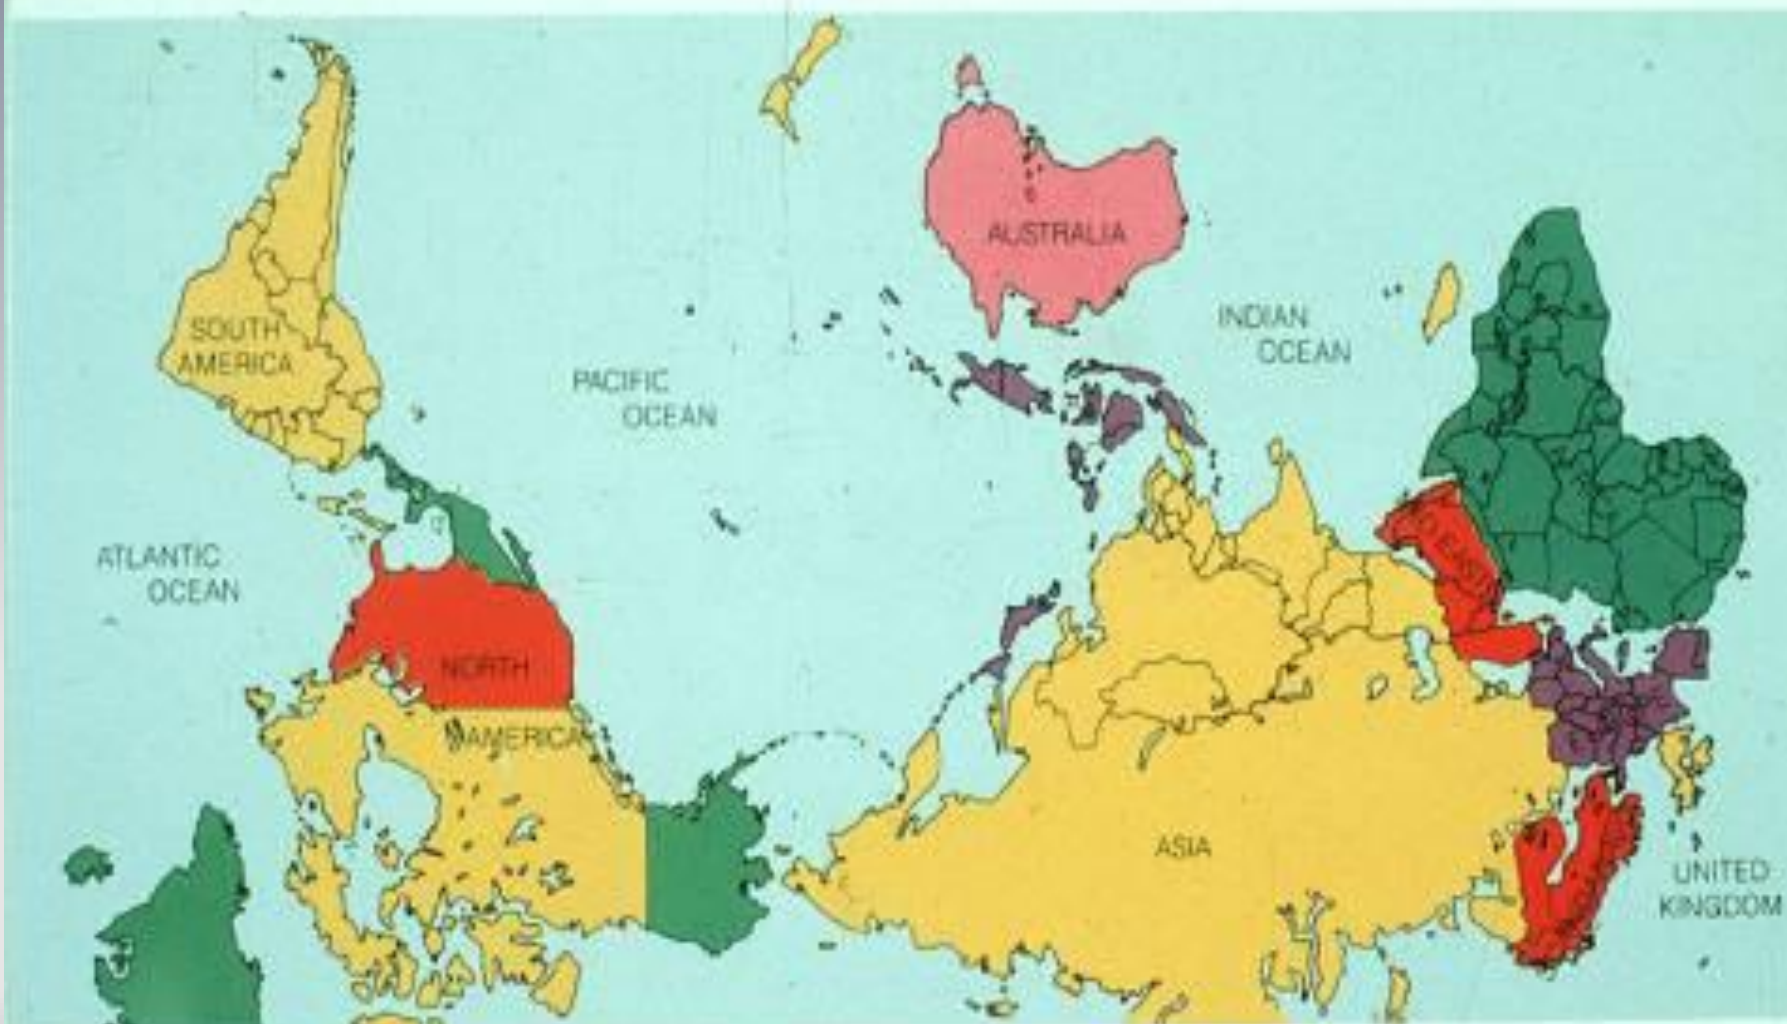 AUSTRALIA
INDIAN
OCEAN
SOUTH
AMERICA
PACIFIC
OCEAN
ATLANTIC
OCEAN
NORTH
AMERICA
ASIA
UNITED
KINGDOM